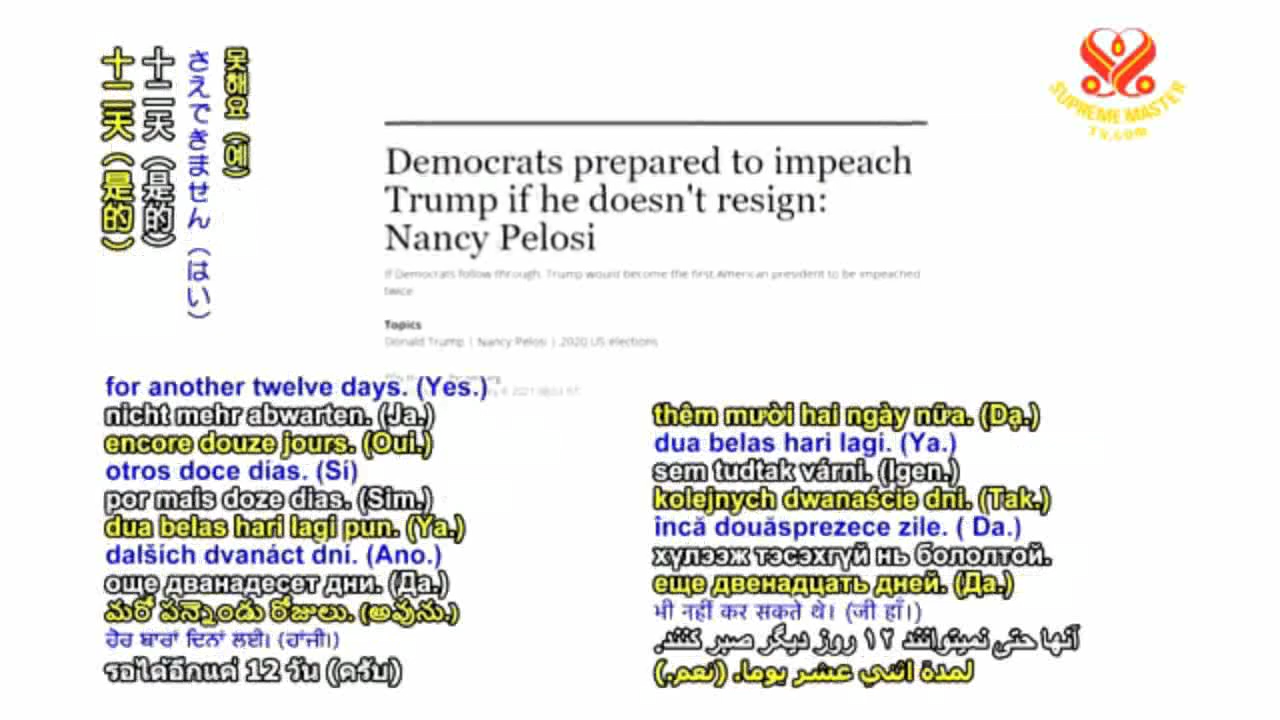 十二天（是的）
十二天（是的）
さえできません（はい）
못해요 （예）
SUPREME MASTER
TV.COM
Democrats prepared to impeach
Trump if he doesn't resign:
Nancy Pelosi
If Democrats follow through, Trump would become the first American president to be impeached
twice
Topics
Donald Trump | Nancy Pelosi | 2020 US elections
for another twelve days. (Yes.)
nicht mehr abwarten. (Ja.)
encore douze jours. (Oui.)
otros doce días. (Sí)
por mais doze dias. (Sim.)
dua belas hari lagi pun. (Ya.)
dalších dvanáct dní. (Ano.)
още дванадесет дни. (Да.)
మరో పన్నెండు రోజులు. (అవును.)
ਹੋਰ ਬਾਰਾਂ ਦਿਨਾਂ ਲਈ। (ਹਾਂਜੀ।)
รอได้อีกแค่ 12 วัน (ครับ)
thêm mười hai ngày nữa. (Dạ.)
dua belas hari lagi. (Ya.)
sem tudtak várni. (Igen.)
kolejnych dwanaście dni. (Tak.)
încă douăsprezece zile. ( Da.)
хүлээж тэсэхгүй нь бололтой.
еще двенадцать дней. (Да.)
भी नहीं कर सकते थे। (जी हाँ।)
آنها حتی نمیتوانند ۱۲ روز دیگر صبر کنند.
لمدة اثني عشر يوما. (نعم.)